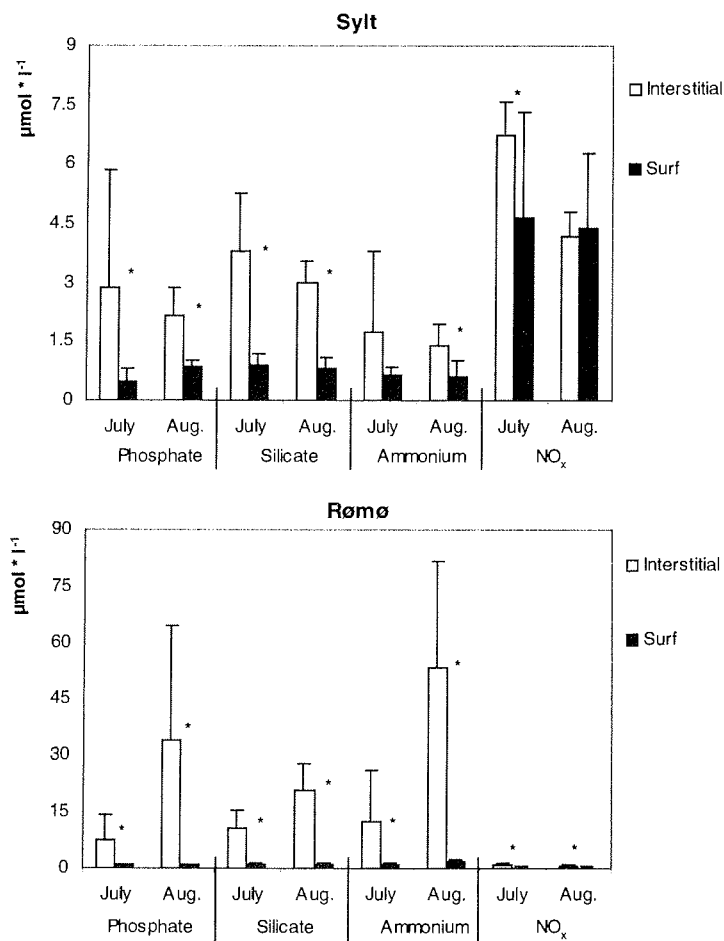 Sylt
µmol * l-1
9
7.5
6
4.5
3
1.5
0
* * * * * *
Interstitial
Surf
July Aug. July Aug. July Aug. July Aug.
Phosphate Silicate Ammonium NOx
Rømø
µmol * l-1
90
75
60
45
30
15
0
* * * * * * * *
Interstitial
Surf
July Aug. July Aug. July Aug. July Aug.
Phosphate Silicate Ammonium NOx